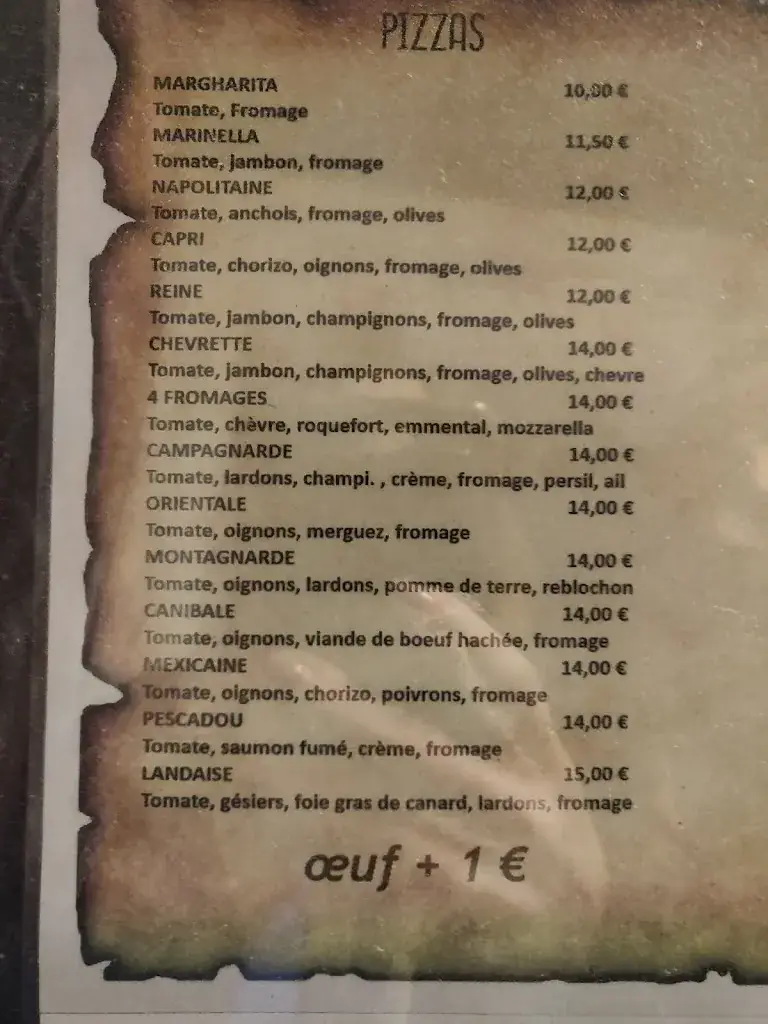 PIZZAS
MARGHARITA 10,00 €
Tomate, Fromage
MARINELLA 11,50 €
Tomate, jambon, fromage
NAPOLITAINE 12,00 €
Tomate, anchois, fromage, olives
CAPRI 12,00 €
Tomate, chorizo, oignons, fromage, olives
REINE 12,00 €
Tomate, jambon, champignons, fromage, olives
CHEVRETTE 14,00 €
Tomate, jambon, champignons, fromage, olives, chevre
4 FROMAGES 14,00 €
Tomate, chèvre, roquefort, emmental, mozzarella
CAMPAGNARDE 14,00 €
Tomate, lardons, champi. , crème, fromage, persil, ail
ORIENTALE 14,00 €
Tomate, oignons, merguez, fromage
MONTAGNARDE 14,00 €
Tomate, oignons, lardons, pomme de terre, reblochon
CANIBALE 14,00 €
Tomate, oignons, viande de boeuf hachée, fromage
MEXICAINE 14,00 €
Tomate, oignons, chorizo, poivrons, fromage
PESCADOU 14,00 €
Tomate, saumon fumé, crème, fromage
LANDAISE 15,00 €
Tomate, gésiers, foie gras de canard, lardons, fromage
œuf + 1 €